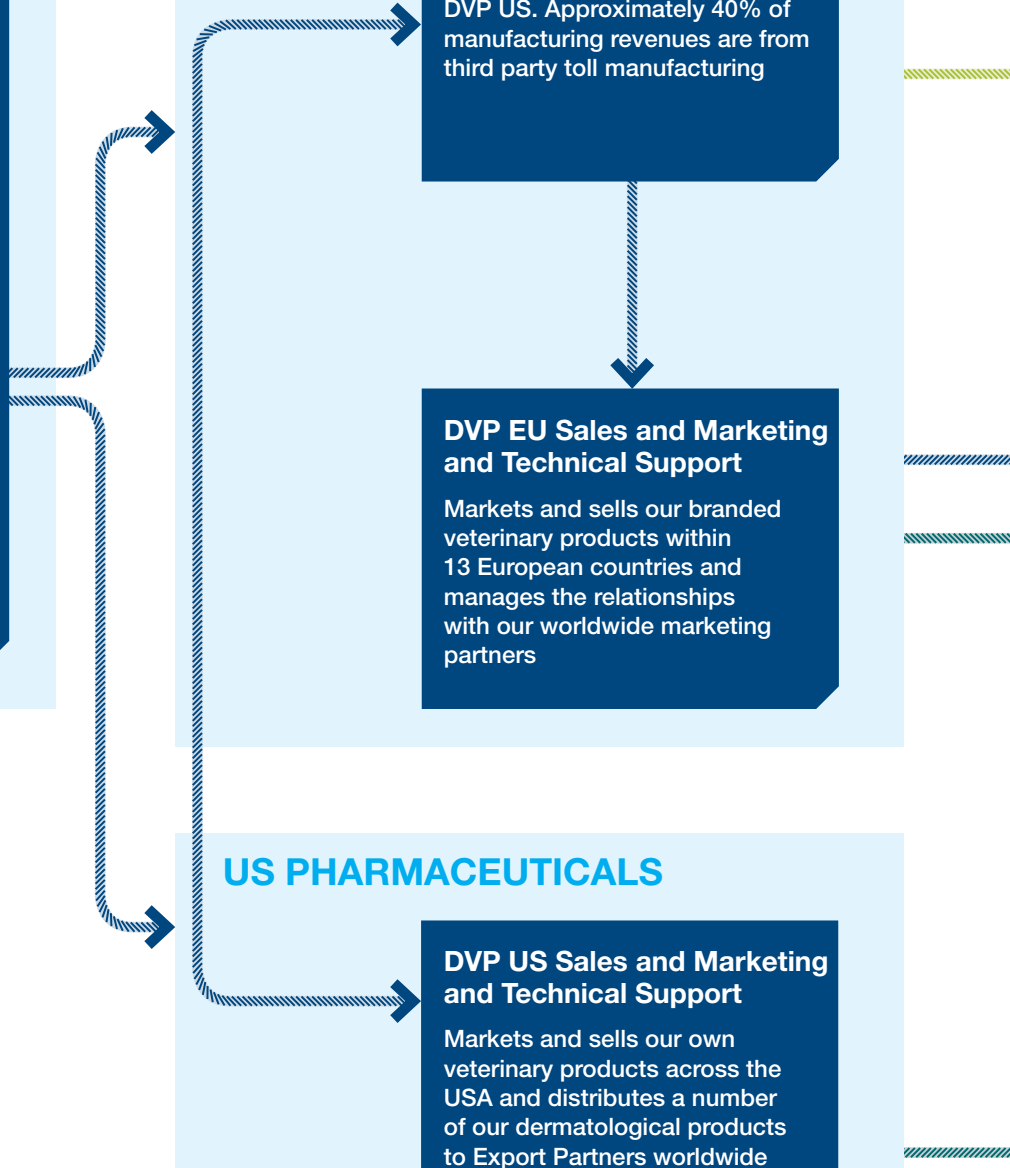 DVP US. Approximately 40% of
manufacturing revenues are from
third party toll manufacturing
DVP EU Sales and Marketing
and Technical Support
Markets and sells our branded
veterinary products within
13 European countries and
manages the relationships
with our worldwide marketing
partners
US PHARMACEUTICALS
DVP US Sales and Marketing
and Technical Support
Markets and sells our own
veterinary products across the
USA and distributes a number
of our dermatological products
to Export Partners worldwide